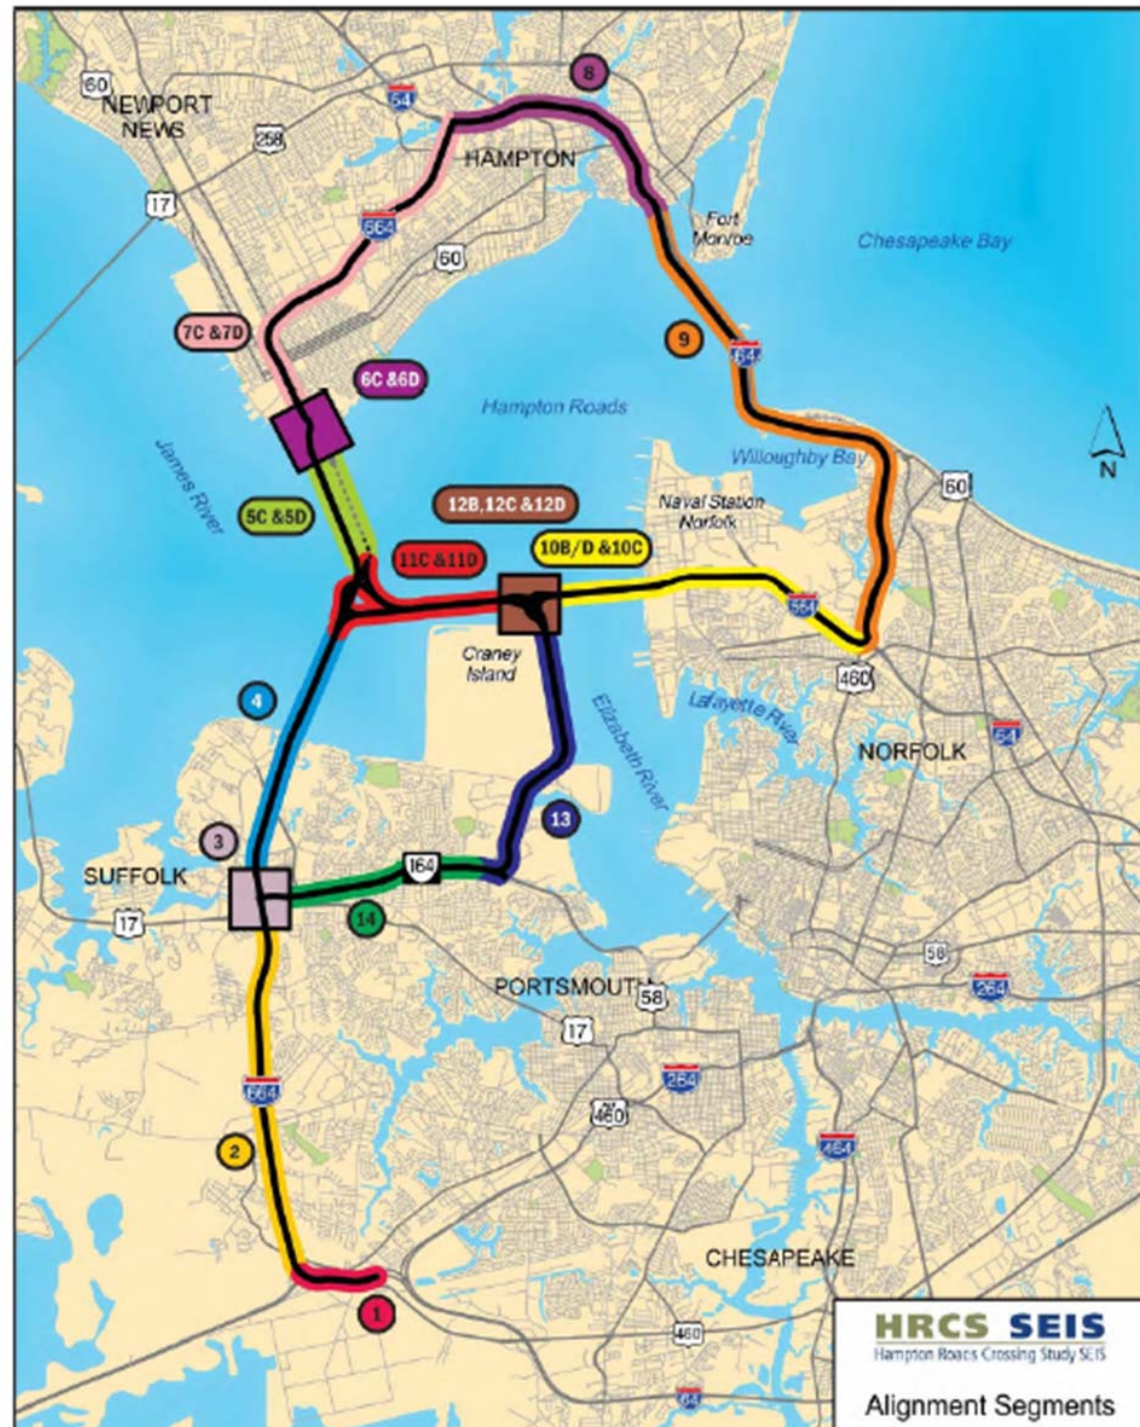 8
60
64
NEWPORT
NEWS
258
HAMPTON
17
Fort
Monroe
664
Chesapeake Bay
60
7C &7D
9
64
6C &6D
Hampton Roads
James River
Willoughby Bay
N
60
12B,12C &12D
Naval Station
Norfolk
5C &5D
10B/D &10C
11C &11D
564
Craney
Island
460
4
Elizabeth River
Lafayette River
64
NORFOLK
13
3
164
SUFFOLK
14
17
58
PORTSMOUTH
58
264
17
264
664
460
464
2
CHESAPEAKE
1
460
HRCS SEIS
Hampton Roads Crossing Study SEIS
64
Alignment Segments